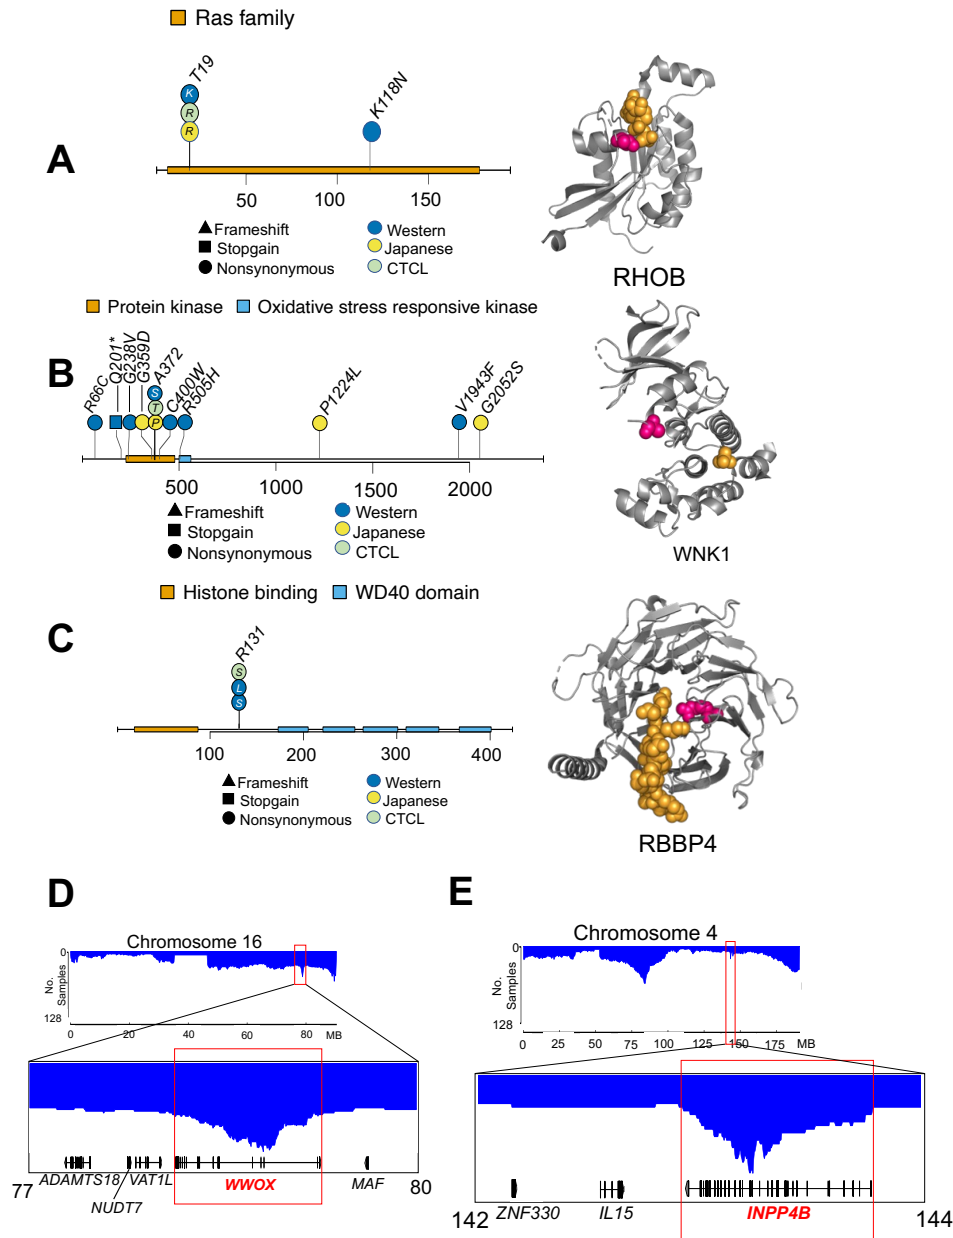 Ras family
A
T19
K
R
R
K118N
50
100
150
Frameshift
Stopgain
Nonsynonymous
Western
Japanese
CTCL
RHOB
Protein kinase
Oxidative stress responsive kinase
B
R66C
Q201*
G238V
G359D
A372
C400W
R505H
S
T
P
P1224L
V1943F
G2052S
500
1000
1500
2000
Frameshift
Stopgain
Nonsynonymous
Western
Japanese
CTCL
WNK1
Histone binding
WD40 domain
C
R131
S
L
S
100
200
300
400
Frameshift
Stopgain
Nonsynonymous
Western
Japanese
CTCL
RBBP4
D
Chromosome 16
0
No.
Samples
128
0
20
40
60
80
MB
77
ADAMTS18
NUDT7
VAT1L
WWOX
MAF
80
E
Chromosome 4
0
No.
Samples
128
0
25
50
75
100
125
150
175
MB
142
ZNF330
IL15
INPP4B
144